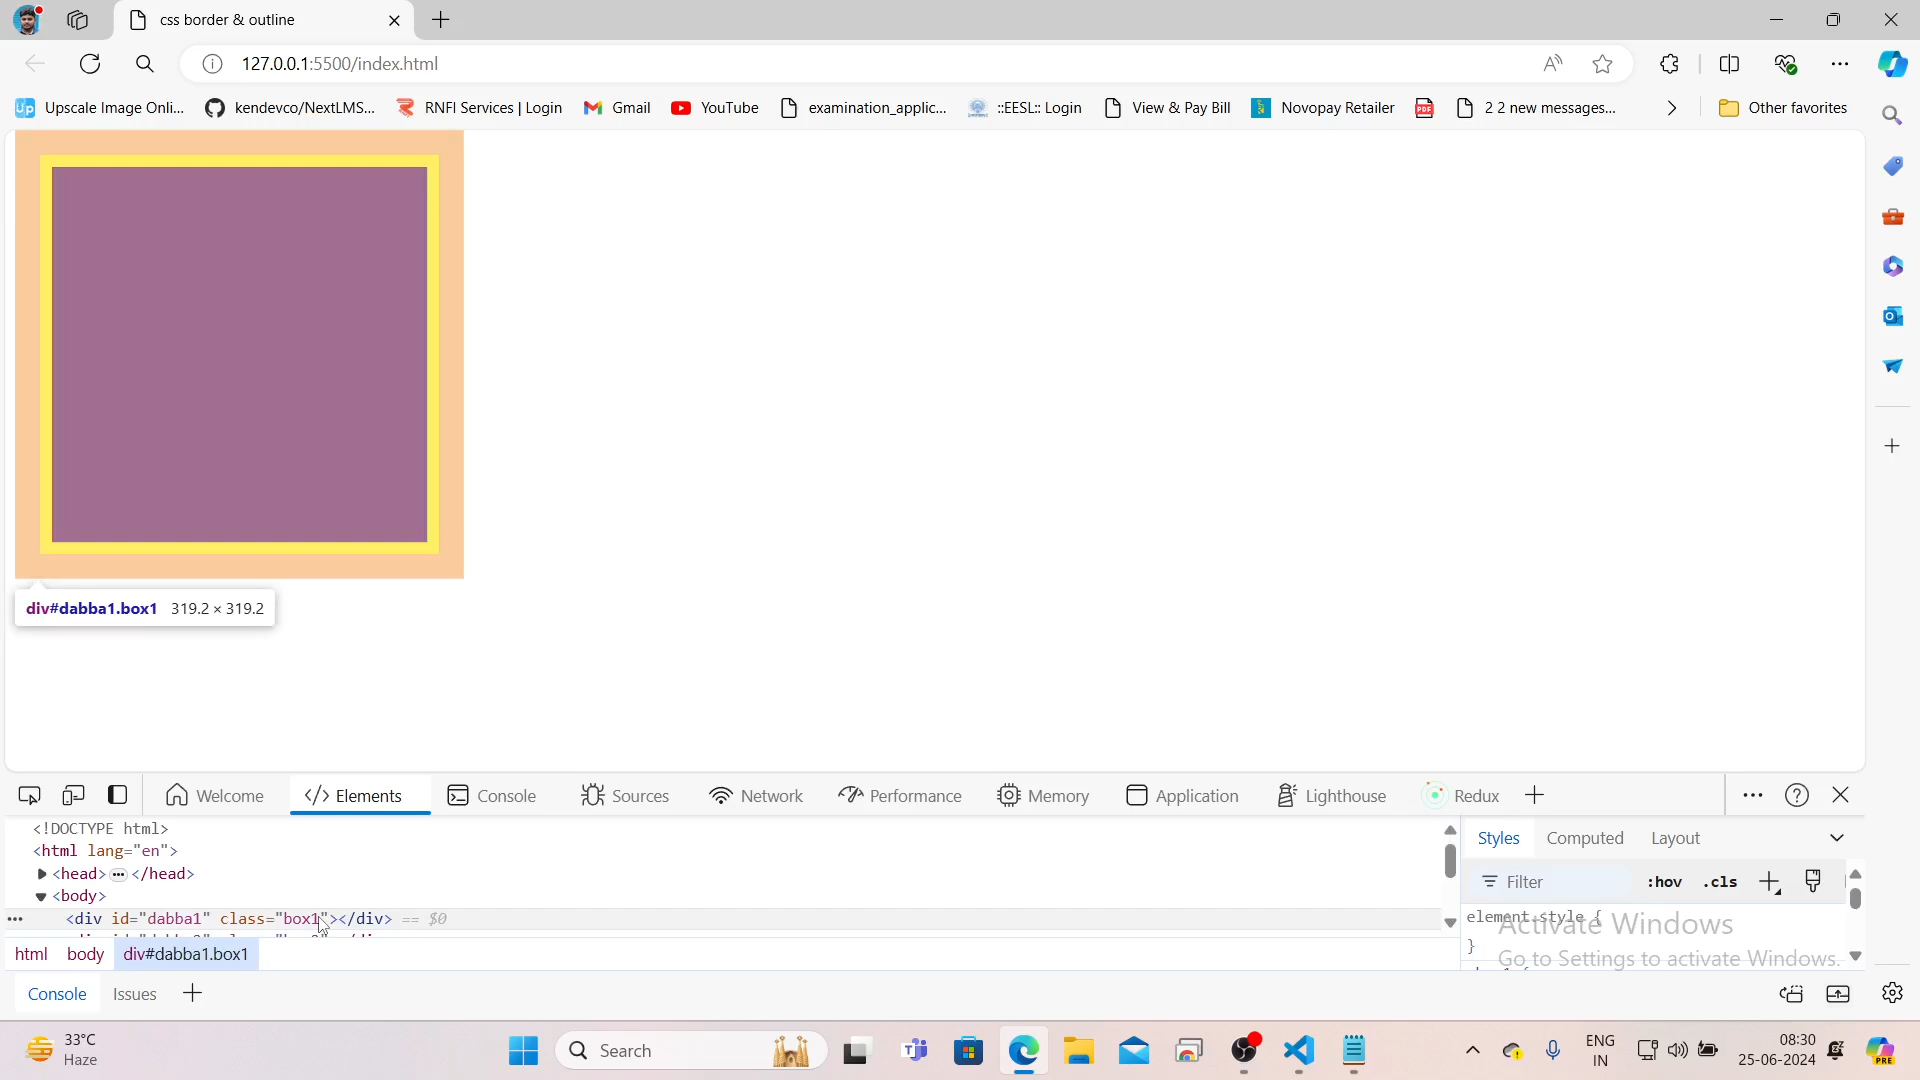 css border & outline
127.0.0.1:5500/index.html
Upscale Image Onli...
kendevco/NextLMS...
RNFI Services | Login
Gmail
YouTube
examination_applic...
::EESL:: Login
View & Pay Bill
Novopay Retailer
PDF
2 2 new messages...
Other favorites
div#dabba1.box1 319.2 × 319.2
Welcome
Elements
Console
Sources
Network
Performance
Memory
Application
Lighthouse
Redux
<!DOCTYPE html>
<html lang="en">
<head> ••• </head>
<body>
<div id="dabba1" class="box1"></div> == $0
html body div#dabba1.box1
Styles Computed Layout
Filter :hov .cls
element.style {
}
Activate Windows
Go to Settings to activate Windows.
Console Issues
33°C
Haze
Search
ENG
IN
08:30
25-06-2024
PRE